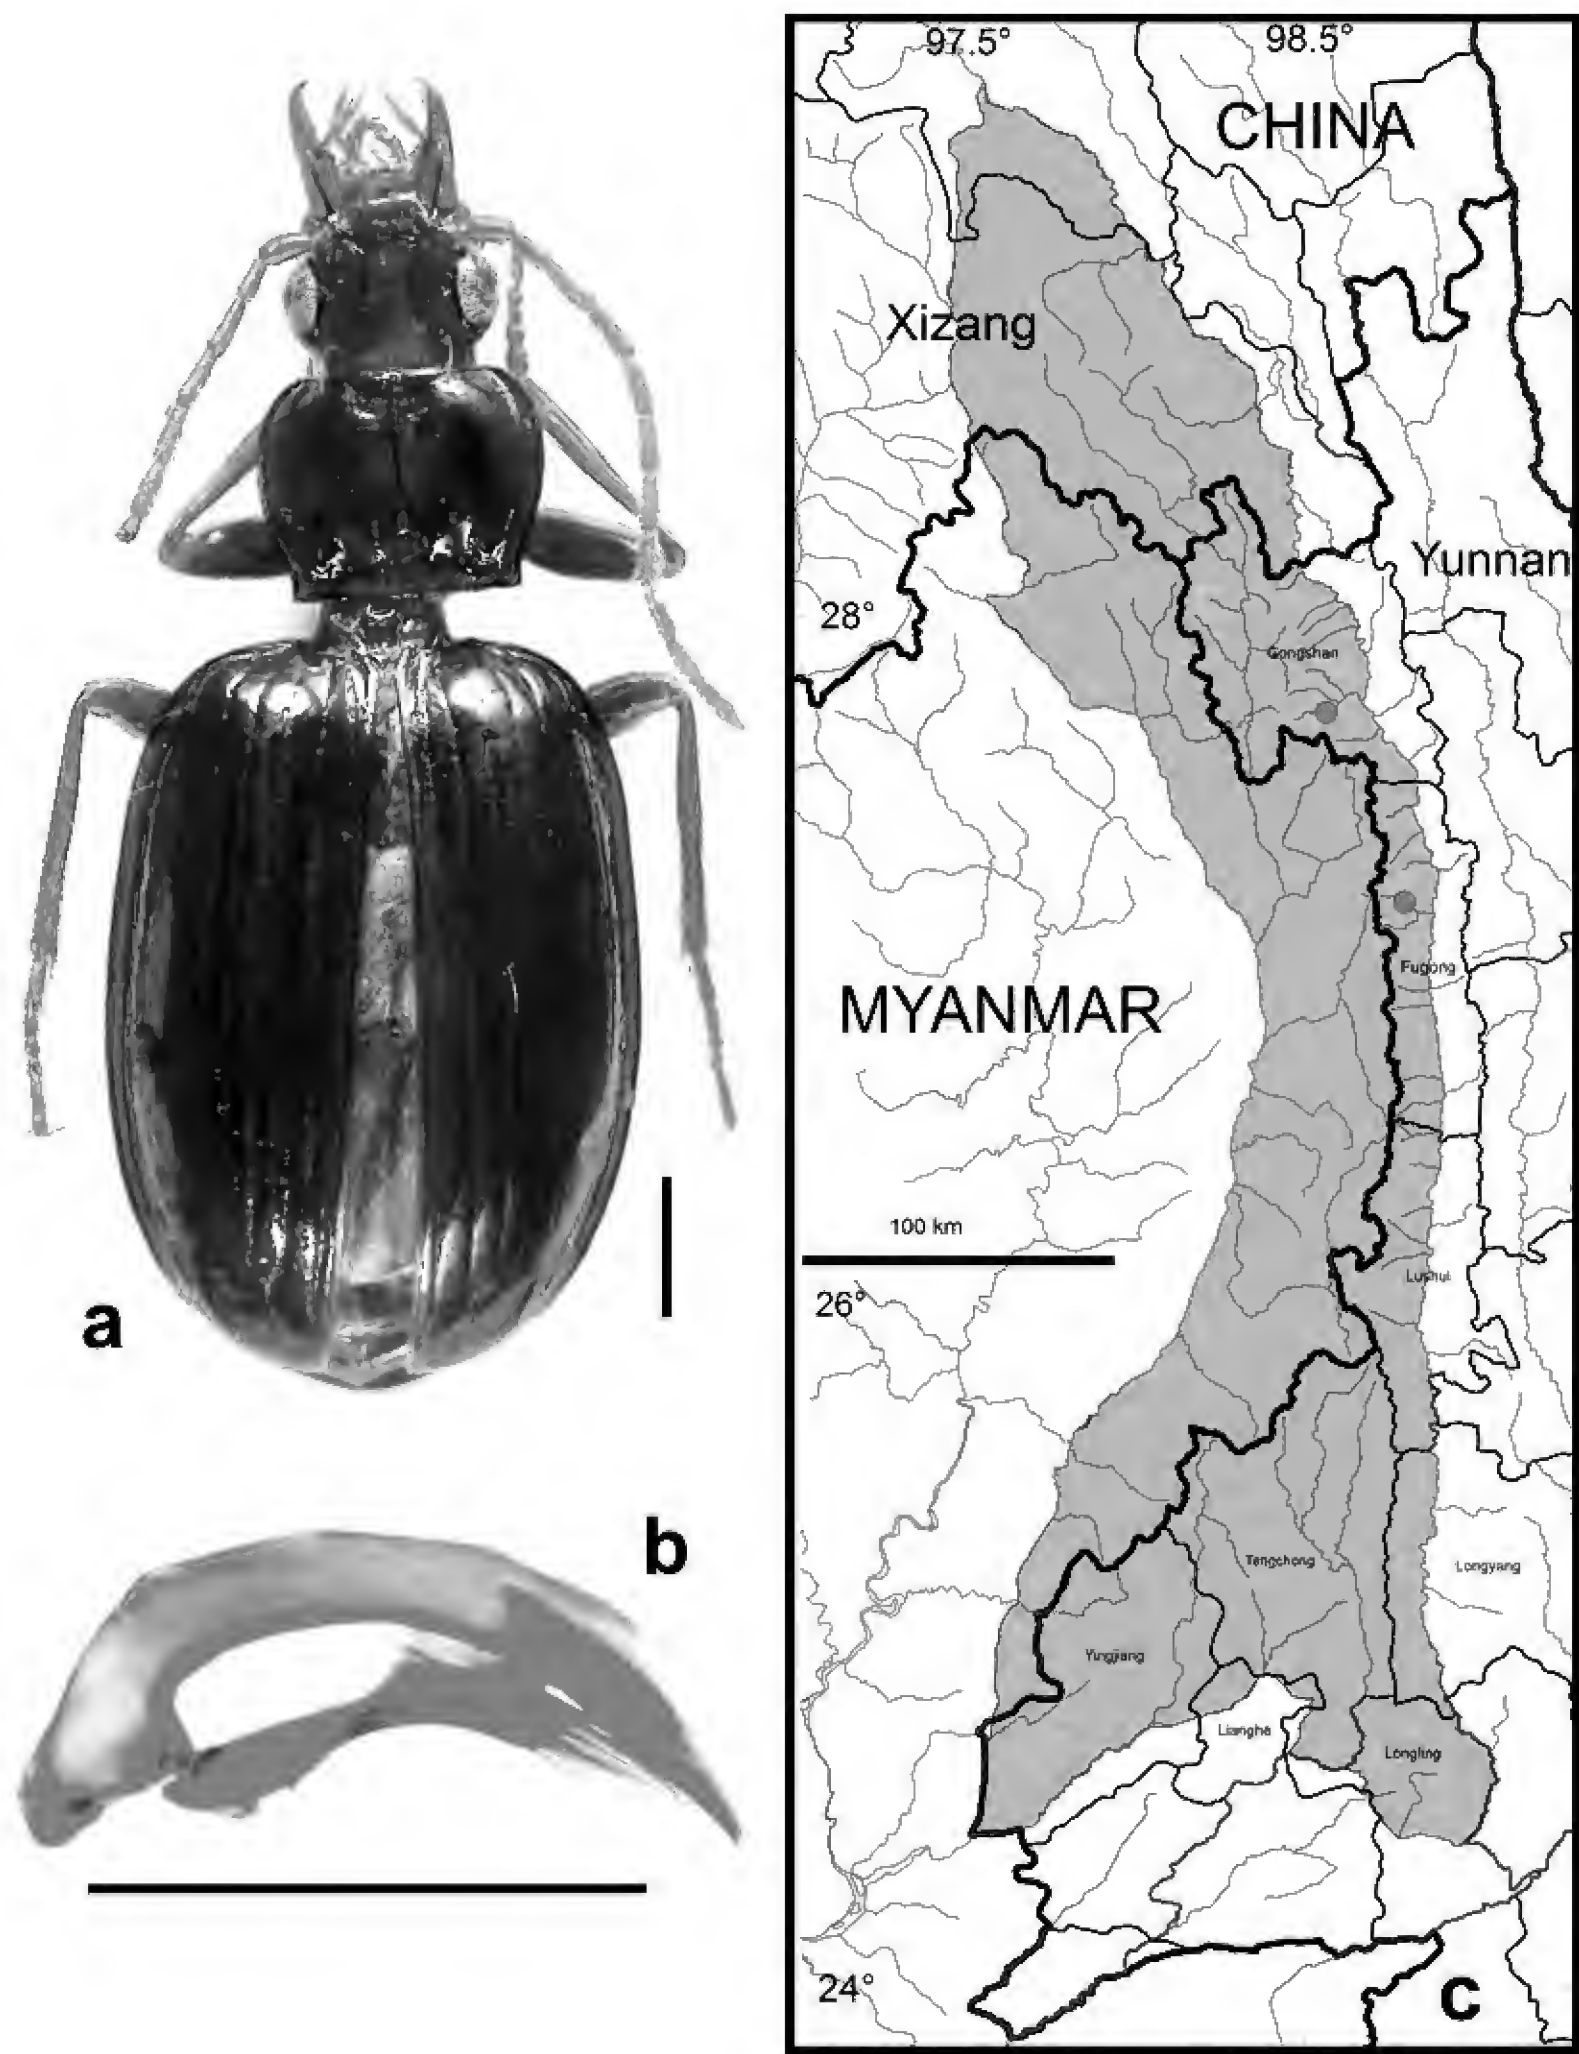 97.5°
98.5°
CHINA
Xizang
Yunnan
28°
Gongshan
Fugong
MYANMAR
100 km
Lushui
26°
a
b
Tengchong
Longyang
Yingjiang
Lianghe
Longling
24°
c